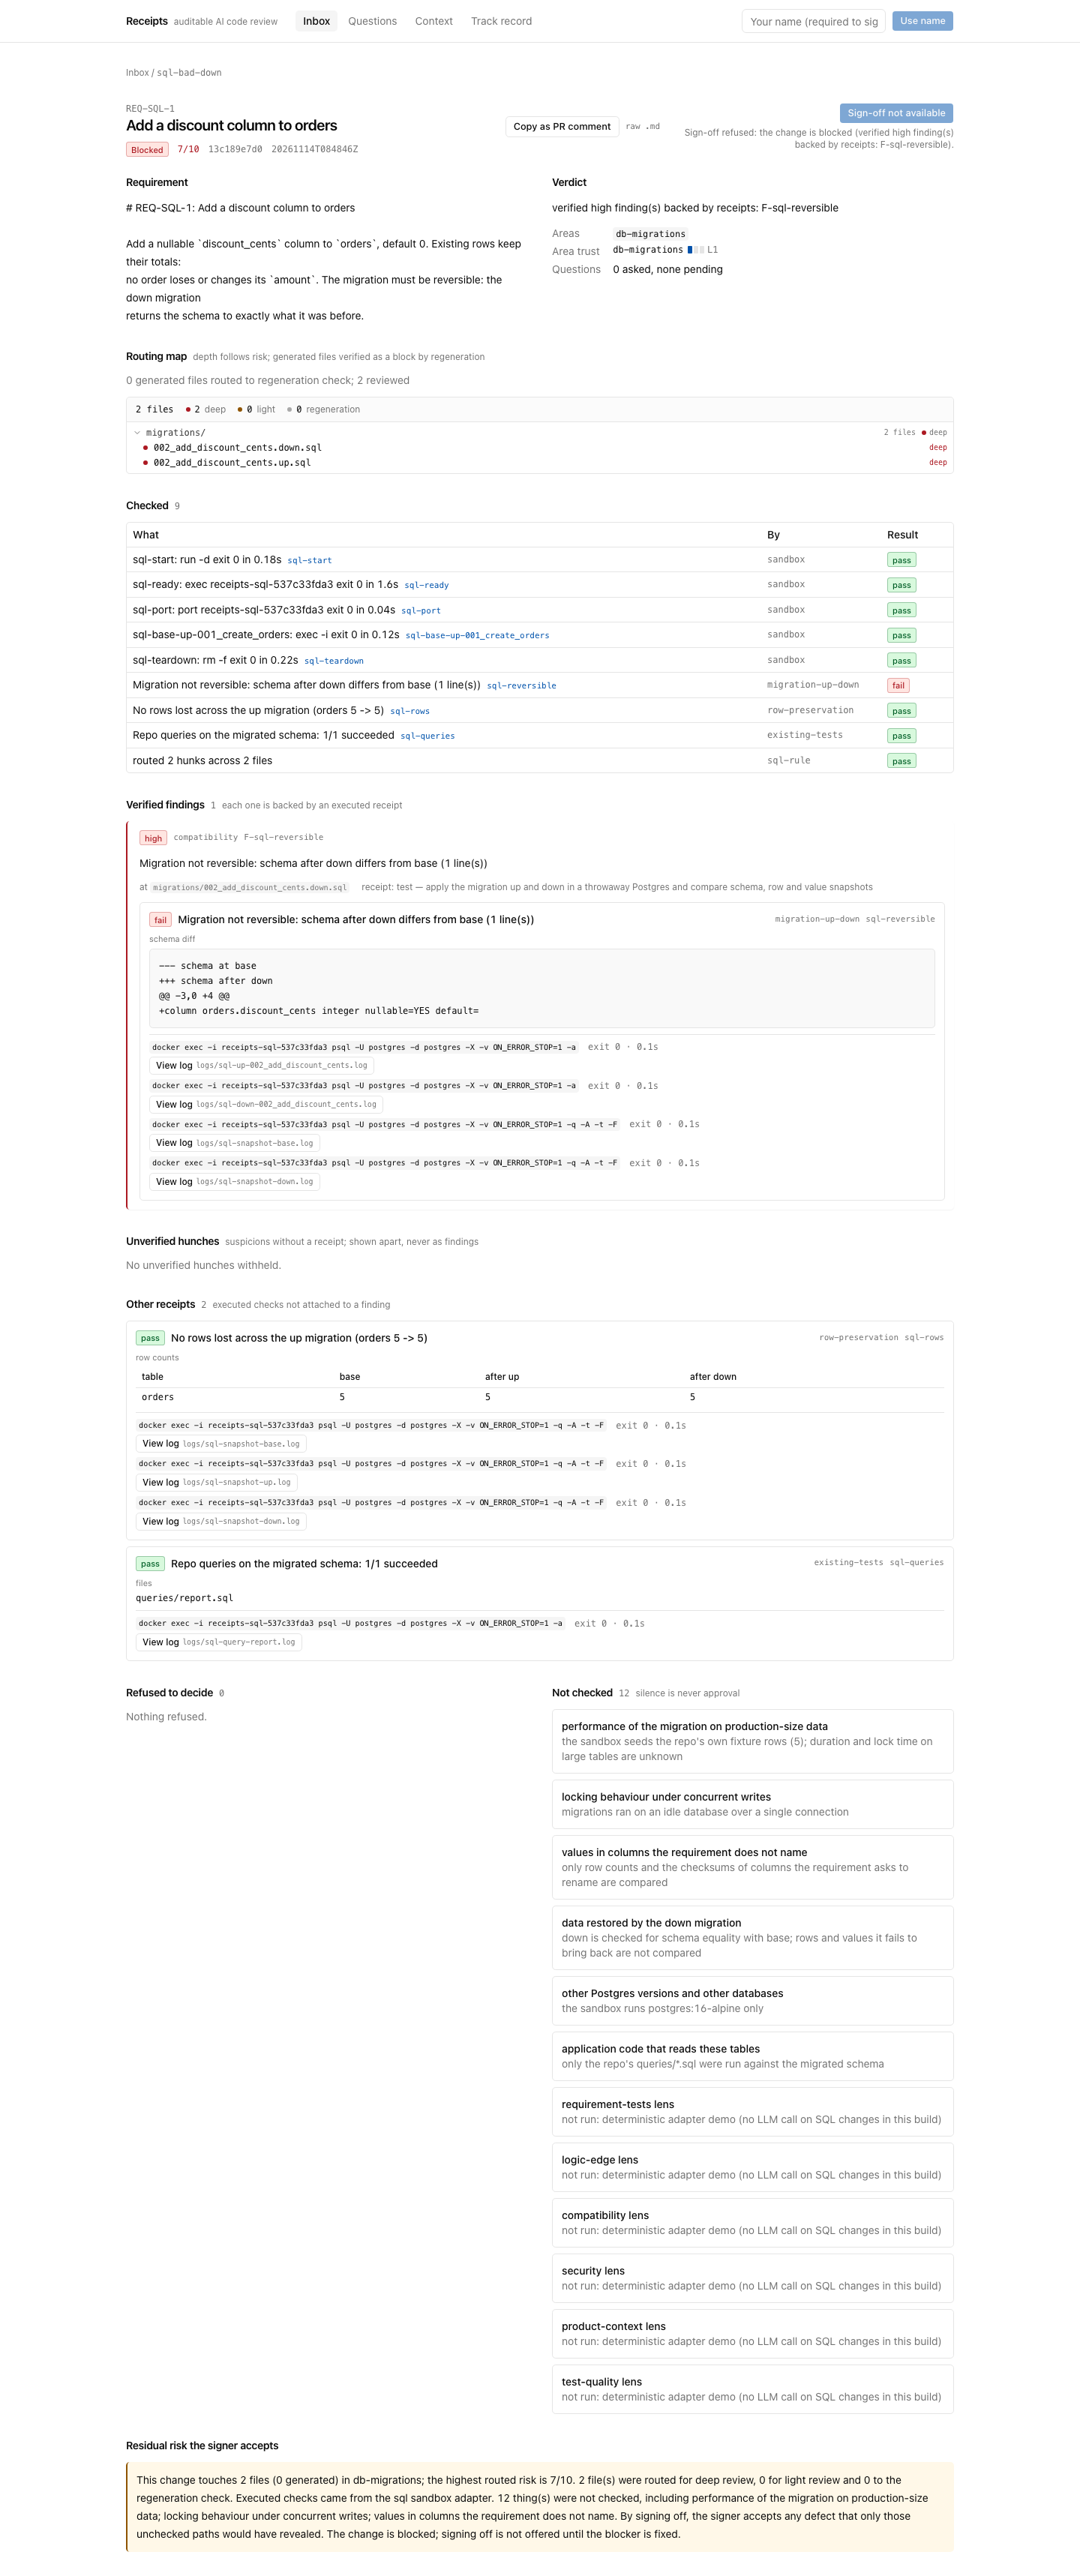 Receipts auditable AI code review Inbox Questions Context Track record Your name (required to sig Use name
Inbox / sql-bad-down
REQ-SQL-1
Add a discount column to orders
Blocked 7/10 13c189e7d0 20261114T084846Z
Copy as PR comment raw .md
Sign-off not available
Sign-off refused: the change is blocked (verified high finding(s)
backed by receipts: F-sql-reversible).
Requirement
# REQ-SQL-1: Add a discount column to orders
Add a nullable `discount_cents` column to `orders`, default 0. Existing rows keep
their totals:
no order loses or changes its `amount`. The migration must be reversible: the
down migration
returns the schema to exactly what it was before.
Verdict
verified high finding(s) backed by receipts: F-sql-reversible
Areas db-migrations
Area trust db-migrations L1
Questions 0 asked, none pending
Routing map depth follows risk; generated files verified as a block by regeneration
0 generated files routed to regeneration check; 2 reviewed
2 files 2 deep 0 light 0 regeneration
migrations/ 2 files deep
002_add_discount_cents.down.sql deep
002_add_discount_cents.up.sql deep
Checked 9
What By Result
sql-start: run -d exit 0 in 0.18s sql-start sandbox pass
sql-ready: exec receipts-sql-537c33fda3 exit 0 in 1.6s sql-ready sandbox pass
sql-port: port receipts-sql-537c33fda3 exit 0 in 0.04s sql-port sandbox pass
sql-base-up-001_create_orders: exec -i exit 0 in 0.12s sql-base-up-001_create_orders sandbox pass
sql-teardown: rm -f exit 0 in 0.22s sql-teardown sandbox pass
Migration not reversible: schema after down differs from base (1 line(s)) sql-reversible migration-up-down fail
No rows lost across the up migration (orders 5 -> 5) sql-rows row-preservation pass
Repo queries on the migrated schema: 1/1 succeeded sql-queries existing-tests pass
routed 2 hunks across 2 files sql-rule pass
Verified findings 1 each one is backed by an executed receipt
high compatibility F-sql-reversible
Migration not reversible: schema after down differs from base (1 line(s))
at migrations/002_add_discount_cents.down.sql receipt: test — apply the migration up and down in a throwaway Postgres and compare schema, row and value snapshots
fail Migration not reversible: schema after down differs from base (1 line(s)) migration-up-down sql-reversible
schema diff
--- schema at base
+++ schema after down
@@ -3,0 +4 @@
+column orders.discount_cents integer nullable=YES default=
docker exec -i receipts-sql-537c33fda3 psql -U postgres -d postgres -X -v ON_ERROR_STOP=1 -a exit 0 · 0.1s
View log logs/sql-up-002_add_discount_cents.log
docker exec -i receipts-sql-537c33fda3 psql -U postgres -d postgres -X -v ON_ERROR_STOP=1 -a exit 0 · 0.1s
View log logs/sql-down-002_add_discount_cents.log
docker exec -i receipts-sql-537c33fda3 psql -U postgres -d postgres -X -v ON_ERROR_STOP=1 -q -A -t -F exit 0 · 0.1s
View log logs/sql-snapshot-base.log
docker exec -i receipts-sql-537c33fda3 psql -U postgres -d postgres -X -v ON_ERROR_STOP=1 -q -A -t -F exit 0 · 0.1s
View log logs/sql-snapshot-down.log
Unverified hunches suspicions without a receipt; shown apart, never as findings
No unverified hunches withheld.
Other receipts 2 executed checks not attached to a finding
pass No rows lost across the up migration (orders 5 -> 5) row-preservation sql-rows
row counts
table base after up after down
orders 5 5 5
docker exec -i receipts-sql-537c33fda3 psql -U postgres -d postgres -X -v ON_ERROR_STOP=1 -q -A -t -F exit 0 · 0.1s
View log logs/sql-snapshot-base.log
docker exec -i receipts-sql-537c33fda3 psql -U postgres -d postgres -X -v ON_ERROR_STOP=1 -q -A -t -F exit 0 · 0.1s
View log logs/sql-snapshot-up.log
docker exec -i receipts-sql-537c33fda3 psql -U postgres -d postgres -X -v ON_ERROR_STOP=1 -q -A -t -F exit 0 · 0.1s
View log logs/sql-snapshot-down.log
pass Repo queries on the migrated schema: 1/1 succeeded existing-tests sql-queries
files
queries/report.sql
docker exec -i receipts-sql-537c33fda3 psql -U postgres -d postgres -X -v ON_ERROR_STOP=1 -a exit 0 · 0.1s
View log logs/sql-query-report.log
Refused to decide 0
Nothing refused.
Not checked 12 silence is never approval
performance of the migration on production-size data
the sandbox seeds the repo's own fixture rows (5); duration and lock time on
large tables are unknown
locking behaviour under concurrent writes
migrations ran on an idle database over a single connection
values in columns the requirement does not name
only row counts and the checksums of columns the requirement asks to
rename are compared
data restored by the down migration
down is checked for schema equality with base; rows and values it fails to
bring back are not compared
other Postgres versions and other databases
the sandbox runs postgres:16-alpine only
application code that reads these tables
only the repo's queries/*.sql were run against the migrated schema
requirement-tests lens
not run: deterministic adapter demo (no LLM call on SQL changes in this build)
logic-edge lens
not run: deterministic adapter demo (no LLM call on SQL changes in this build)
compatibility lens
not run: deterministic adapter demo (no LLM call on SQL changes in this build)
security lens
not run: deterministic adapter demo (no LLM call on SQL changes in this build)
product-context lens
not run: deterministic adapter demo (no LLM call on SQL changes in this build)
test-quality lens
not run: deterministic adapter demo (no LLM call on SQL changes in this build)
Residual risk the signer accepts
This change touches 2 files (0 generated) in db-migrations; the highest routed risk is 7/10. 2 file(s) were routed for deep review, 0 for light review and 0 to the
regeneration check. Executed checks came from the sql sandbox adapter. 12 thing(s) were not checked, including performance of the migration on production-size
data; locking behaviour under concurrent writes; values in columns the requirement does not name. By signing off, the signer accepts any defect that only those
unchecked paths would have revealed. The change is blocked; signing off is not offered until the blocker is fixed.